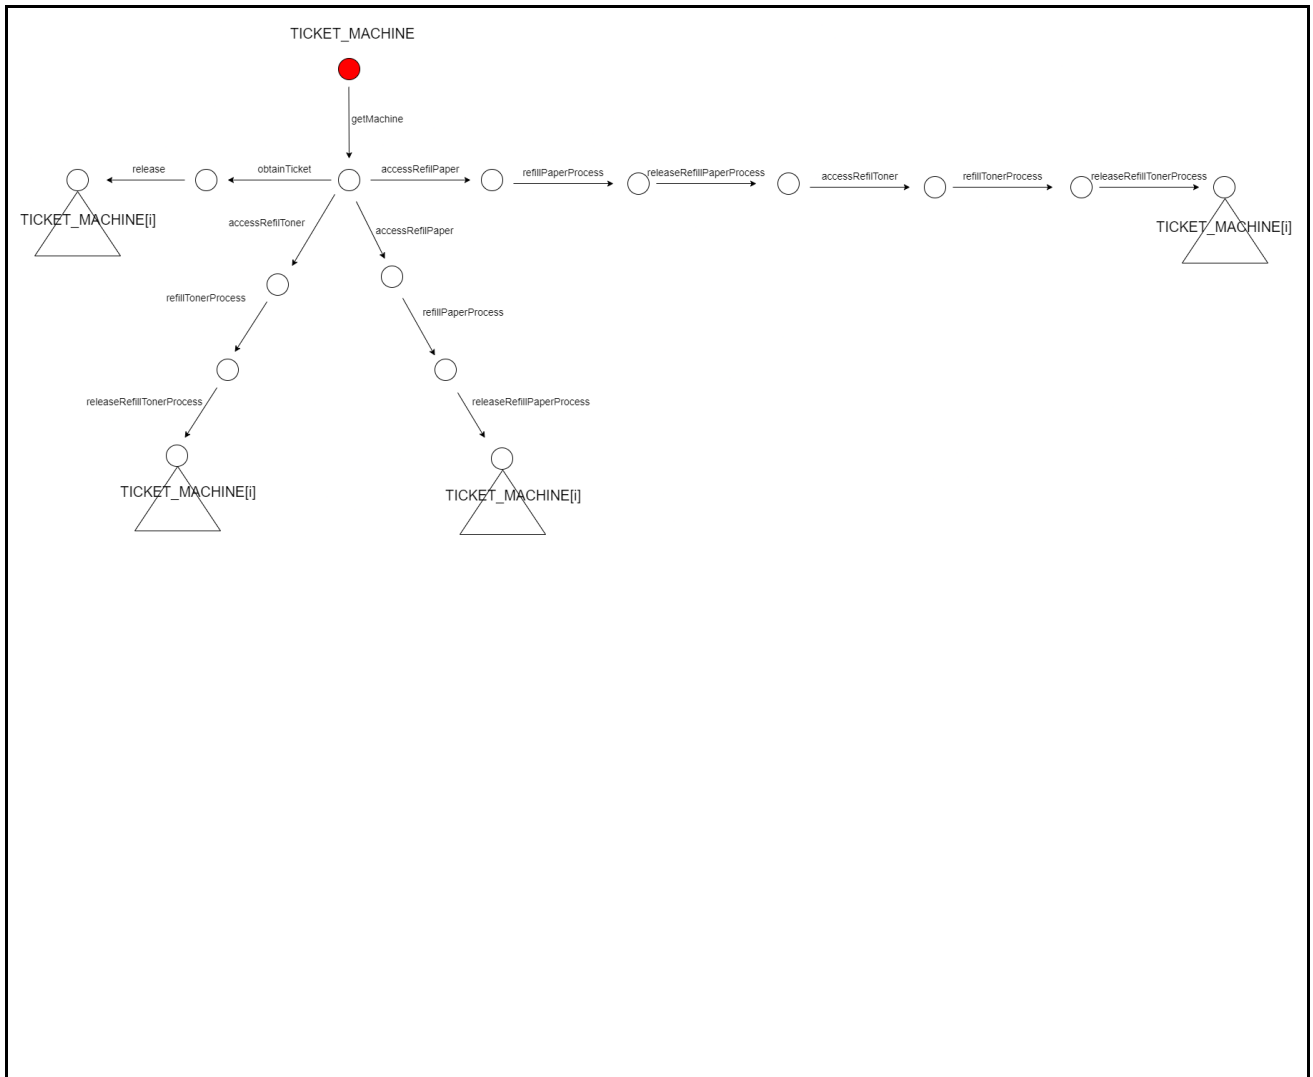 TICKET_MACHINE
getMachine
release
obtainTicket
accessRefilPaper
refillPaperProcess
releaseRefillPaperProcess
accessRefilToner
refillTonerProcess
releaseRefillTonerProcess
TICKET_MACHINE[i]
TICKET_MACHINE[i]
accessRefilToner
accessRefilPaper
refillTonerProcess
refillPaperProcess
releaseRefillTonerProcess
releaseRefillPaperProcess
TICKET_MACHINE[i]
TICKET_MACHINE[i]